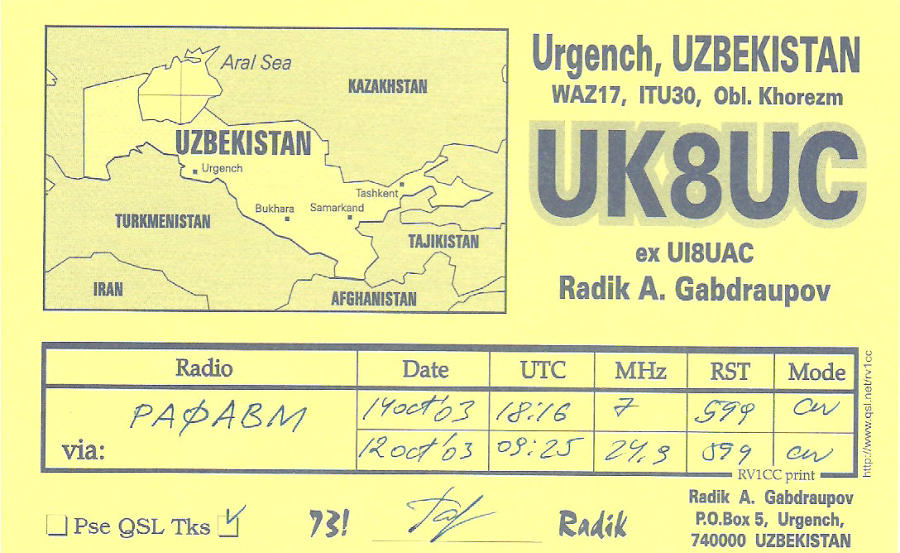 Aral Sea
KAZAKHSTAN
UZBEKISTAN
Urgench
Tashkent
Bukhara
Samarkand
TURKMENISTAN
TAJIKISTAN
IRAN
AFGHANISTAN
Urgench, UZBEKISTAN
WAZ17, ITU30, Obl. Khorezm
UK8UC
ex UI8UAC
Radik A. Gabdraupov
Radio Date UTC MHz RST Mode
PAØABM 14 oct'03 18:16 7 599 cw
via: 12 oct'03 09:25 24.9 599 cw
RV1CC print
http://www.qsl.net/rv1cc
Pse QSL Tks ✓
73! Radik
Radik A. Gabdraupov
P.O.Box 5, Urgench,
740000 UZBEKISTAN